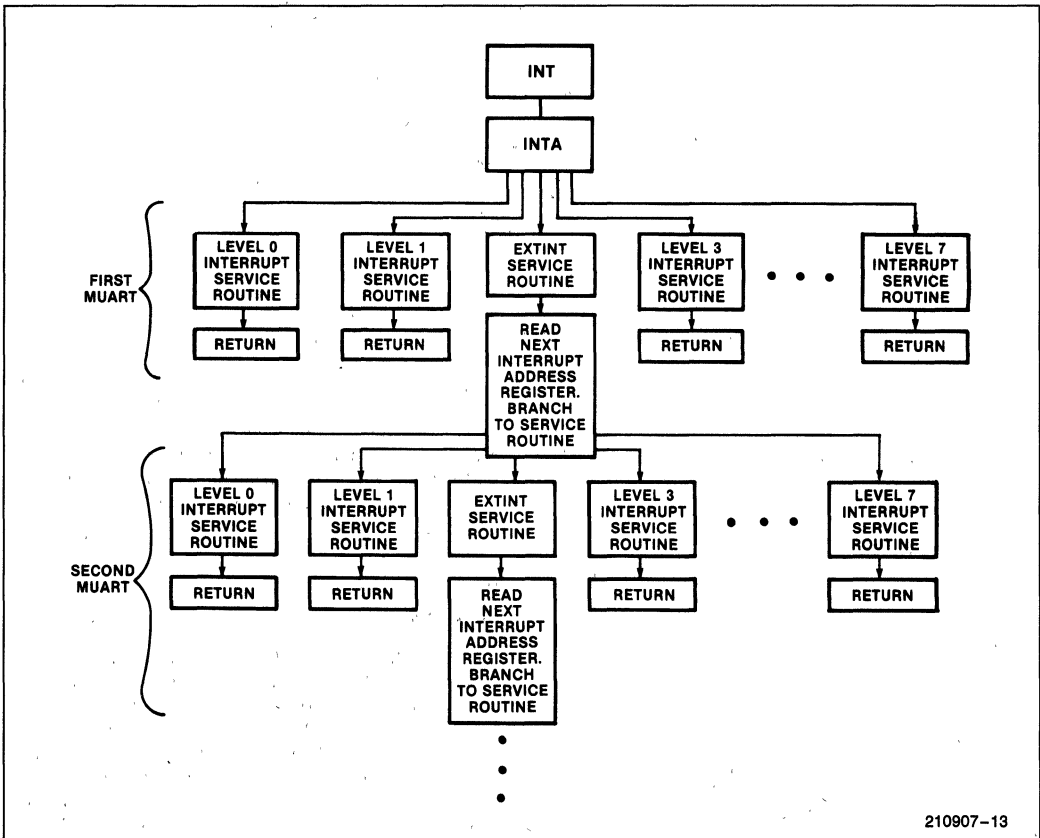 INT
INTA
FIRST
MUART
LEVEL 0
INTERRUPT
SERVICE
ROUTINE
RETURN
LEVEL 1
INTERRUPT
SERVICE
ROUTINE
RETURN
EXTINT
SERVICE
ROUTINE
READ
NEXT
INTERRUPT
ADDRESS
REGISTER.
BRANCH
TO SERVICE
ROUTINE
LEVEL 3
INTERRUPT
SERVICE
ROUTINE
RETURN
LEVEL 7
INTERRUPT
SERVICE
ROUTINE
RETURN
SECOND
MUART
LEVEL 0
INTERRUPT
SERVICE
ROUTINE
RETURN
LEVEL 1
INTERRUPT
SERVICE
ROUTINE
RETURN
EXTINT
SERVICE
ROUTINE
READ
NEXT
INTERRUPT
ADDRESS
REGISTER.
BRANCH
TO SERVICE
ROUTINE
LEVEL 3
INTERRUPT
SERVICE
ROUTINE
RETURN
LEVEL 7
INTERRUPT
SERVICE
ROUTINE
RETURN
210907–13